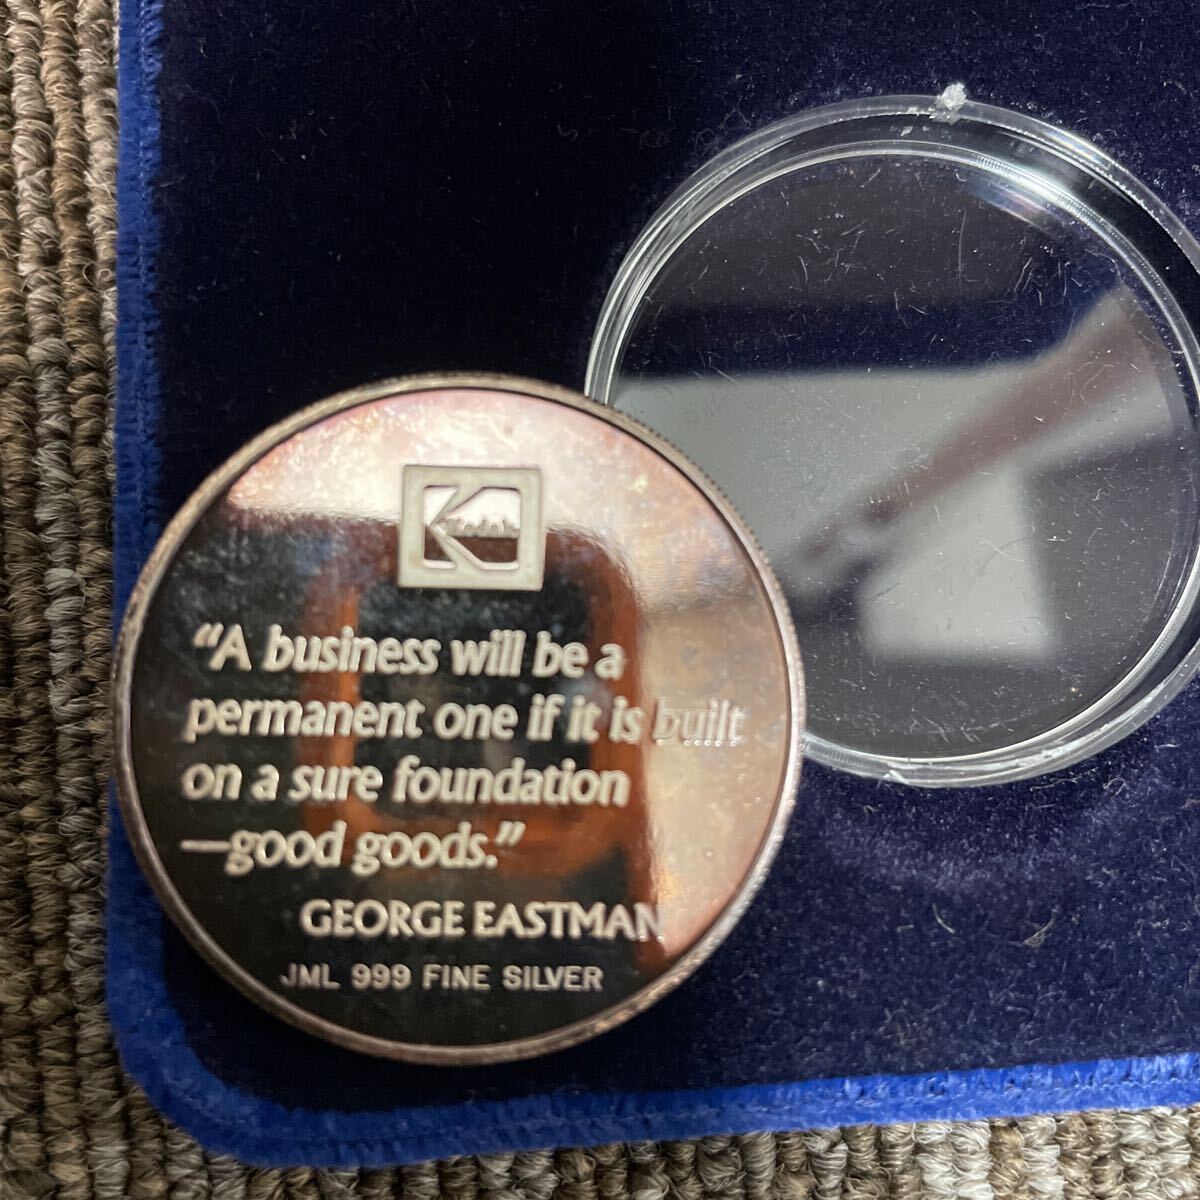 Kodak
“A business will be a
permanent one if it is built
on a sure foundation
—good goods.”
GEORGE EASTMAN
JML 999 FINE SILVER